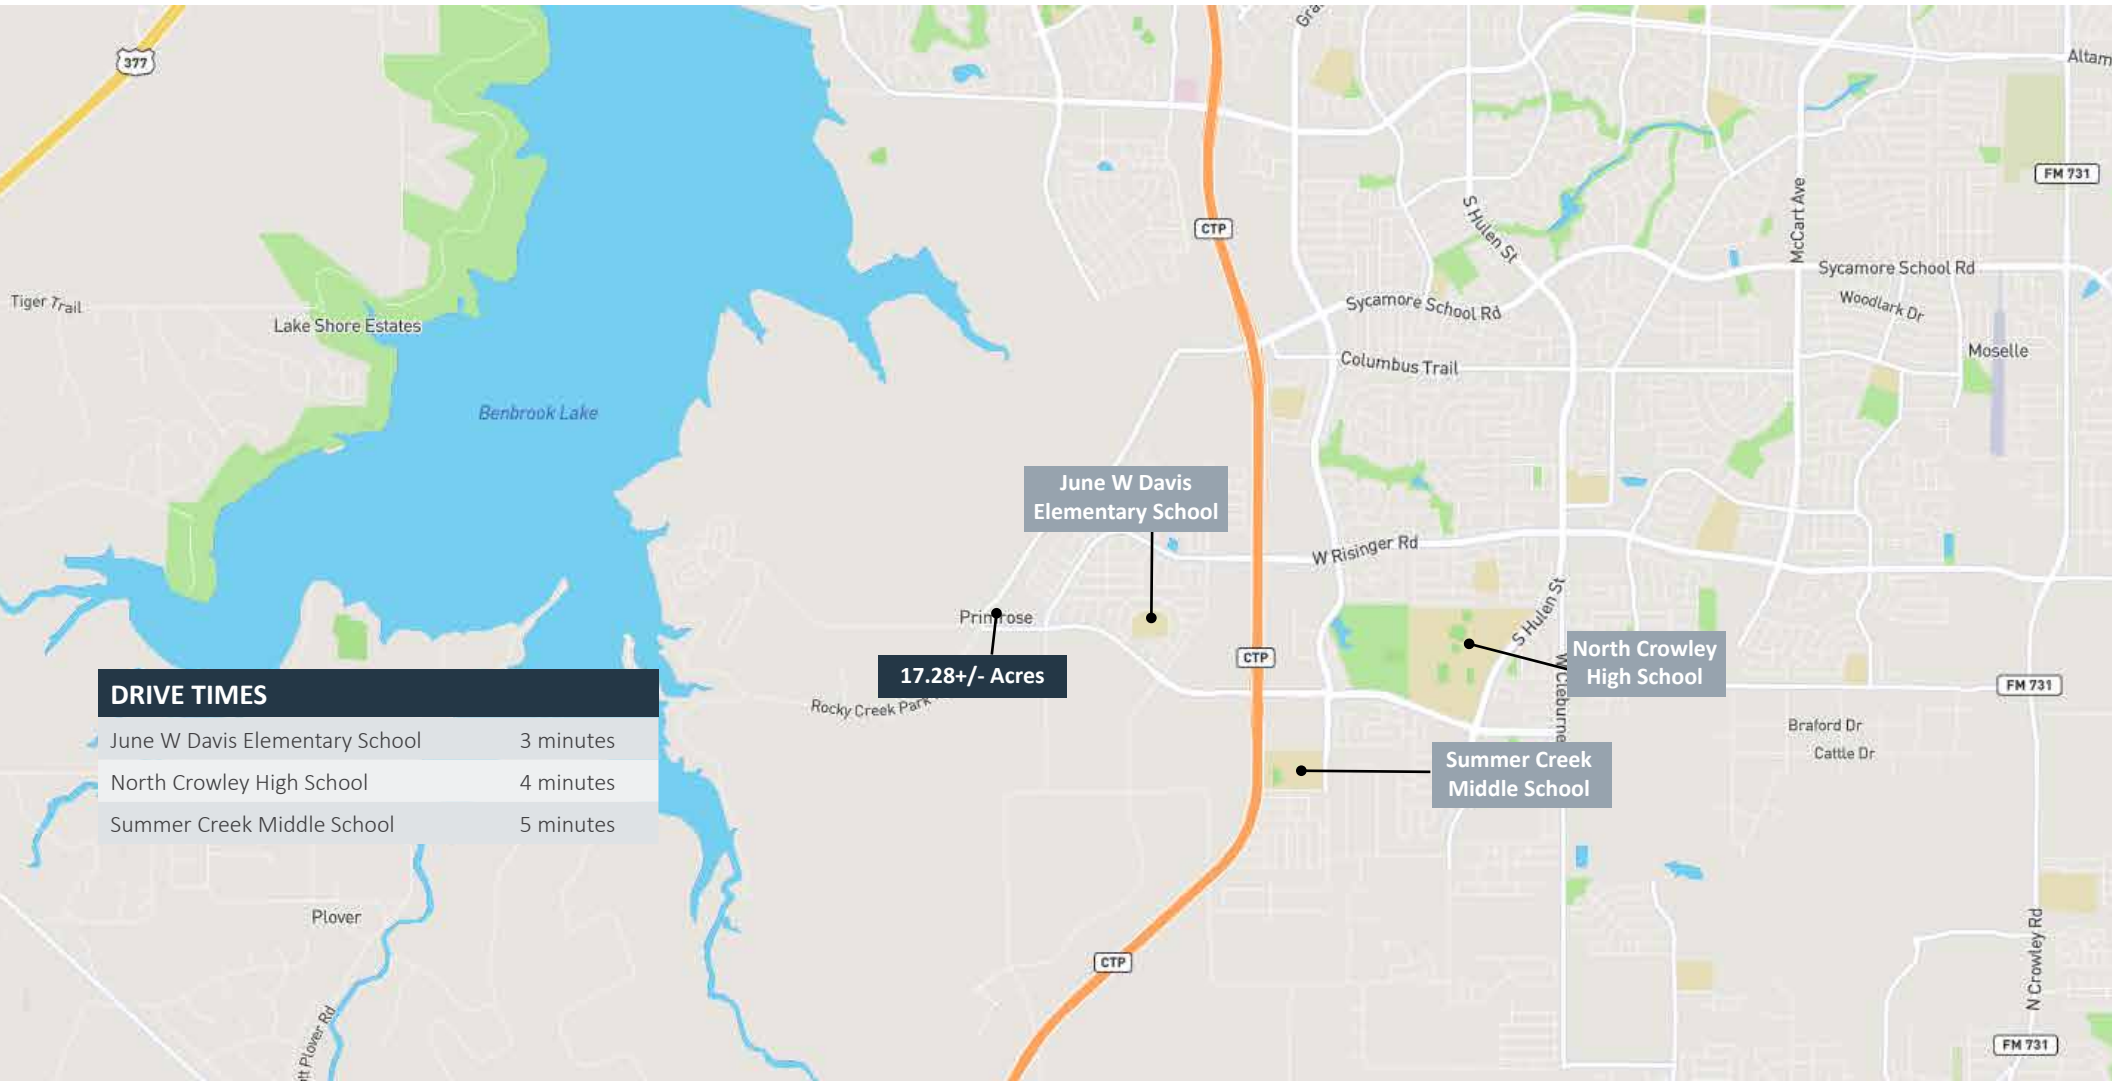 377
Altam
FM 731
CTP
S Hulen St
McCart Ave
Sycamore School Rd
Tiger Trail
Lake Shore Estates
Sycamore School Rd
Woodlark Dr
Moselle
Columbus Trail
Benbrook Lake
June W Davis
Elementary School
W Risinger Rd
Primrose
S Hulen St
CTP
North Crowley
High School
17.28+/- Acres
FM 731
Rocky Creek Park
W Cleburne
Braford Dr
Cattle Dr
DRIVE TIMES
June W Davis Elementary School 3 minutes
North Crowley High School 4 minutes
Summer Creek Middle School 5 minutes
Summer Creek
Middle School
Plover
CTP
N Crowley Rd
Plover Rd
FM 731